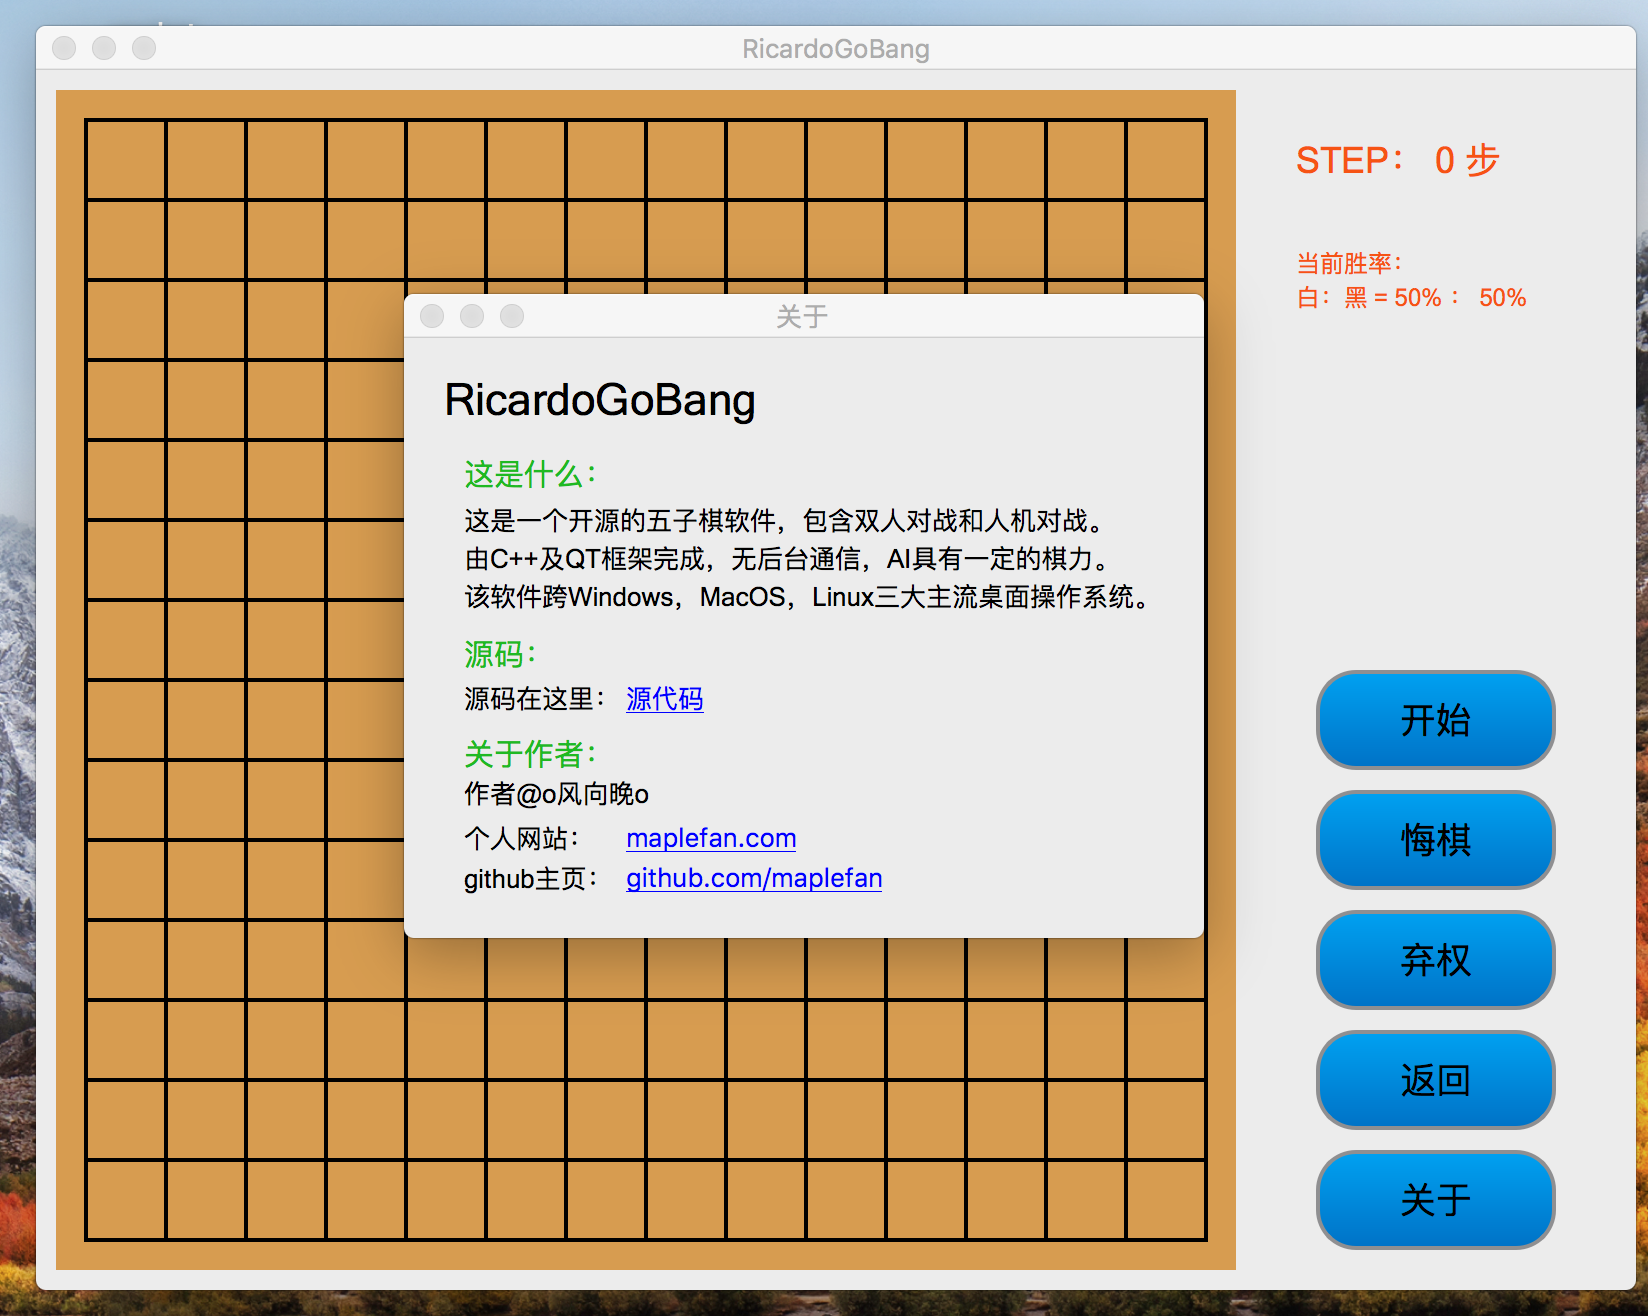 RicardoGoBang
STEP： 0 步
当前胜率：
白：黑 = 50% ： 50%
关于
RicardoGoBang
这是什么：
这是一个开源的五子棋软件，包含双人对战和人机对战。
由C++及QT框架完成，无后台通信，AI具有一定的棋力。
该软件跨Windows，MacOS，Linux三大主流桌面操作系统。
源码：
源码在这里： 源代码
关于作者：
作者@o风向晚o
个人网站： maplefan.com
github主页： github.com/maplefan
开始
悔棋
弃权
返回
关于